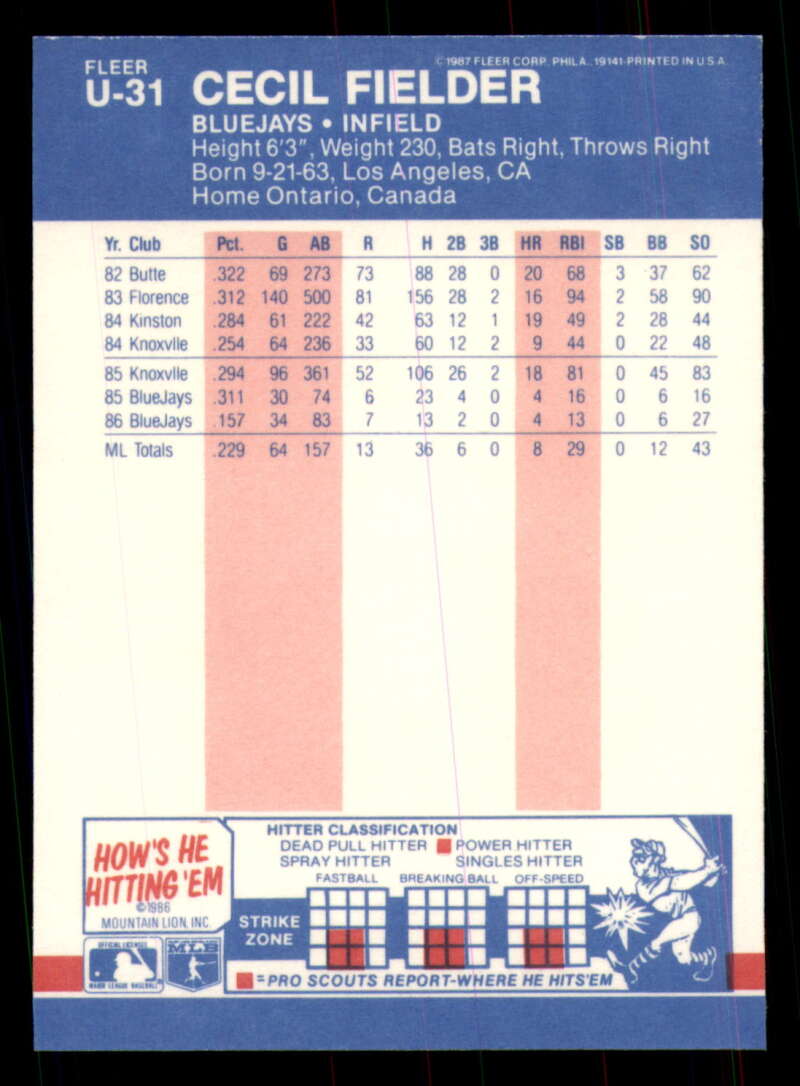 ©1987 FLEER CORP. PHILA., 19141-PRINTED IN U.S.A.
FLEER
U-31 CECIL FIELDER
BLUEJAYS • INFIELD
Height 6'3", Weight 230, Bats Right, Throws Right
Born 9-21-63, Los Angeles, CA
Home Ontario, Canada
Yr. Club Pct. G AB R H 2B 3B HR RBI SB BB SO
82 Butte .322 69 273 73 88 28 0 20 68 3 37 62
83 Florence .312 140 500 81 156 28 2 16 94 2 58 90
84 Kinston .284 61 222 42 63 12 1 19 49 2 28 44
84 Knoxvlle .254 64 236 33 60 12 2 9 44 0 22 48
85 Knoxvlle .294 96 361 52 106 26 2 18 81 0 45 83
85 BlueJays .311 30 74 6 23 4 0 4 16 0 6 16
86 BlueJays .157 34 83 7 13 2 0 4 13 0 6 27
ML Totals .229 64 157 13 36 6 0 8 29 0 12 43
HOW'S HE
HITTING 'EM
©1986
MOUNTAIN LION, INC
HITTER CLASSIFICATION
DEAD PULL HITTER POWER HITTER
SPRAY HITTER SINGLES HITTER
FASTBALL BREAKING BALL OFF-SPEED
STRIKE
ZONE
=PRO SCOUTS REPORT-WHERE HE HITS'EM
OFFICIAL LICENSEE
MAJOR LEAGUE BASEBALL
MLB